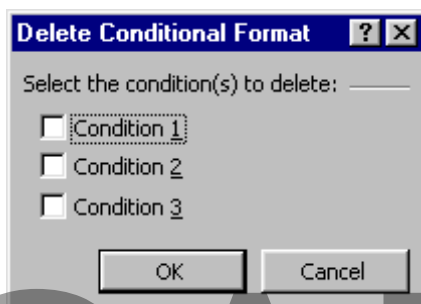 Delete Conditional Format
Select the condition(s) to delete:
Condition 1
Condition 2
Condition 3
OK Cancel